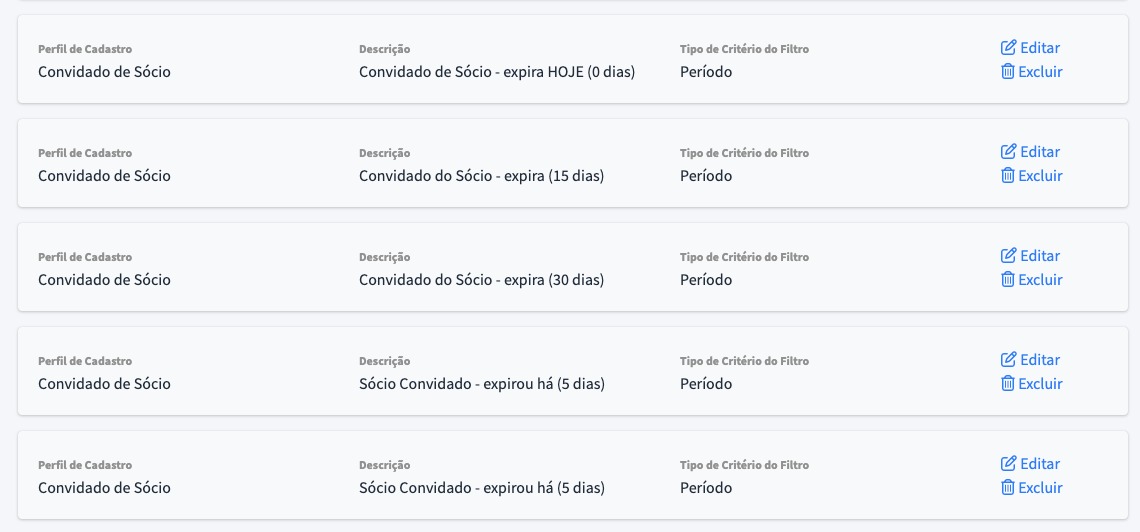 Perfil de Cadastro Descrição Tipo de Critério do Filtro Editar
Convidado de Sócio Convidado de Sócio - expira HOJE (0 dias) Período Excluir
Perfil de Cadastro Descrição Tipo de Critério do Filtro Editar
Convidado de Sócio Convidado do Sócio - expira (15 dias) Período Excluir
Perfil de Cadastro Descrição Tipo de Critério do Filtro Editar
Convidado de Sócio Convidado do Sócio - expira (30 dias) Período Excluir
Perfil de Cadastro Descrição Tipo de Critério do Filtro Editar
Convidado de Sócio Sócio Convidado - expirou há (5 dias) Período Excluir
Perfil de Cadastro Descrição Tipo de Critério do Filtro Editar
Convidado de Sócio Sócio Convidado - expirou há (5 dias) Período Excluir